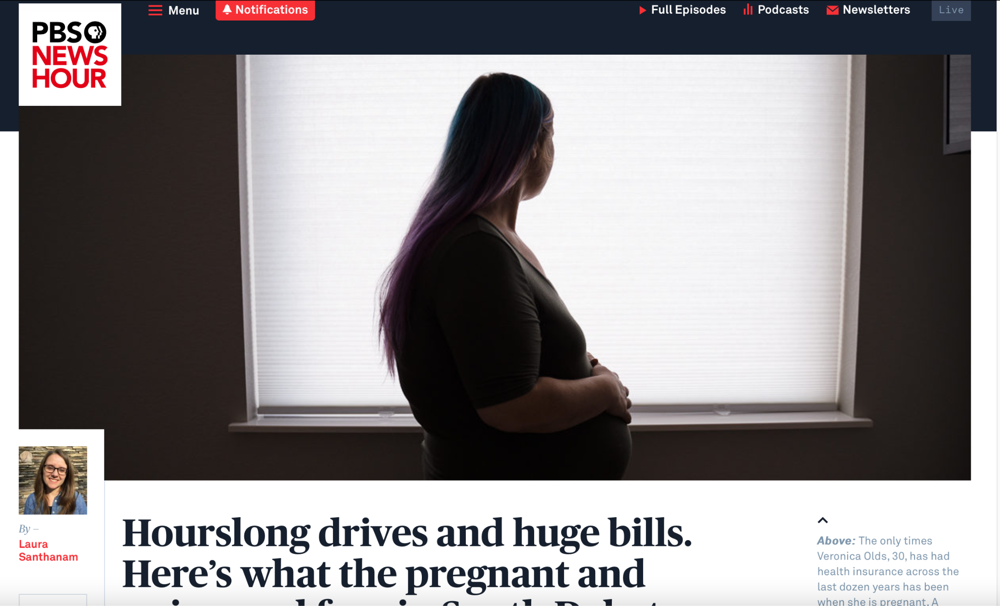 Menu
Notifications
Full Episodes
Podcasts
Newsletters
Live
PBS
NEWS
HOUR
By —
Laura
Santhanam
Hourslong drives and huge bills.
Here’s what the pregnant and
Above: The only times
Veronica Olds, 30, has had
health insurance across the
last dozen years has been
when she is pregnant. A